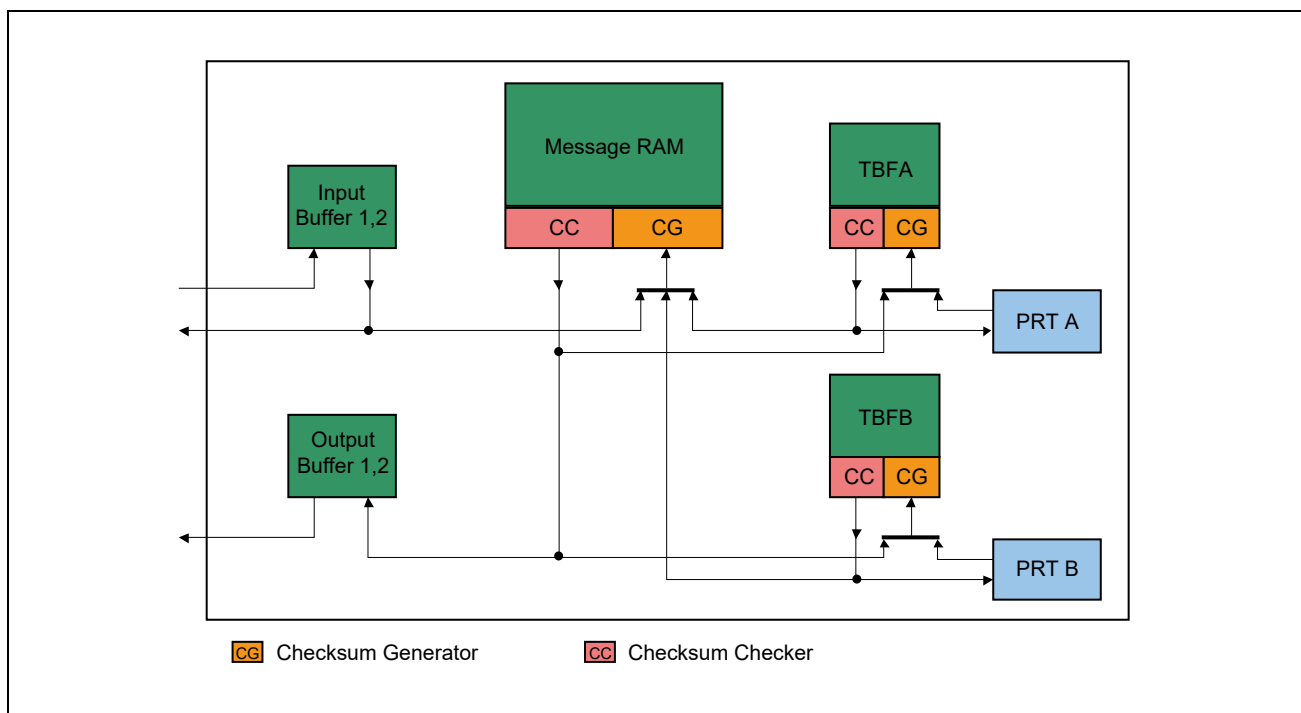 Message RAM
CC
CG
Input
Buffer 1,2
TBFA
CC
CG
PRT A
Output
Buffer 1,2
TBFB
CC
CG
PRT B
CG
Checksum Generator
CC
Checksum Checker